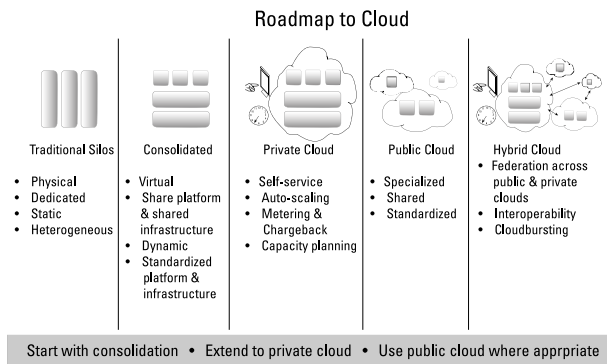 Roadmap to Cloud
Traditional Silos
• Physical
• Dedicated
• Static
• Heterogeneous
Consolidated
• Virtual
• Share platform
& shared
infrastructure
• Dynamic
• Standardized
platform &
infrastructure
Private Cloud
• Self-service
• Auto-scaling
• Metering &
Chargeback
• Capacity planning
Public Cloud
• Specialized
• Shared
• Standardized
Hybrid Cloud
• Federation across
public & private
clouds
• Interoperability
• Cloudbursting
Start with consolidation • Extend to private cloud • Use public cloud where apprpriate